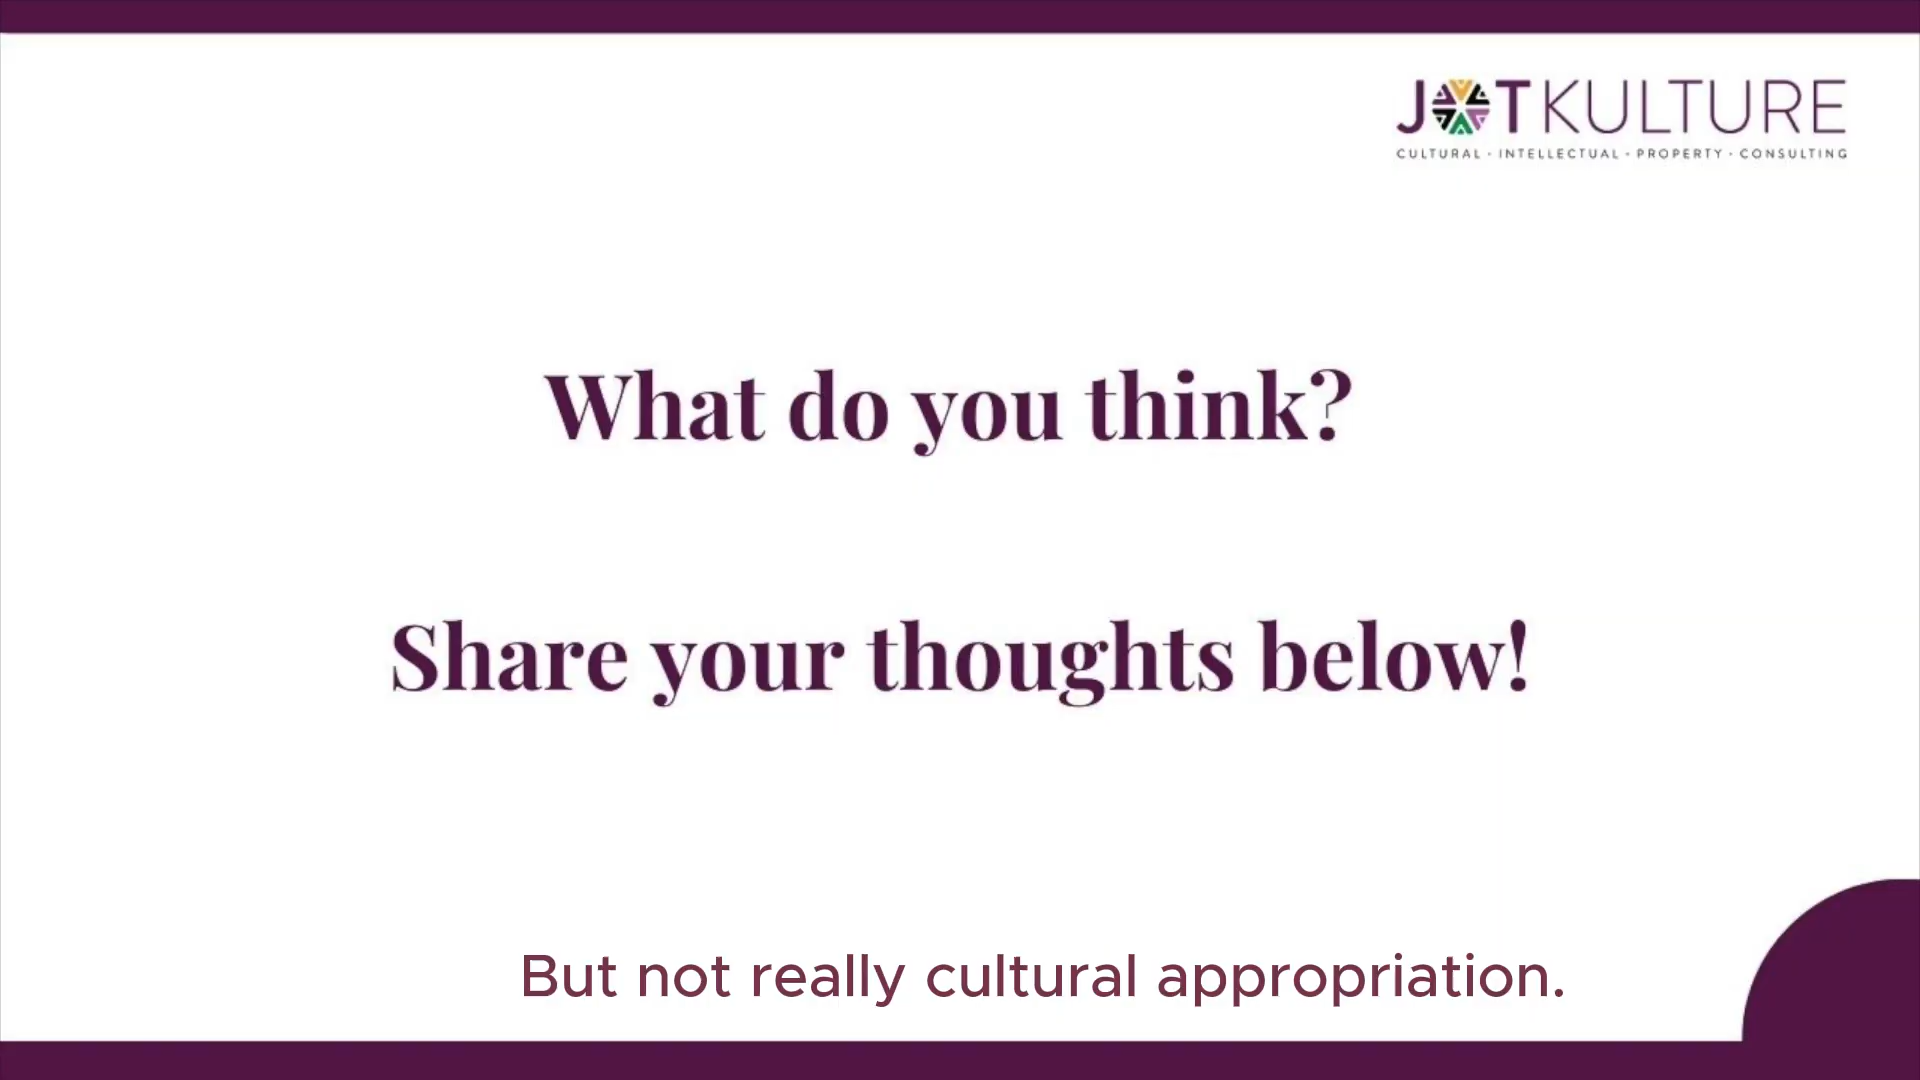 JOTKULTURE
CULTURAL · INTELLECTUAL · PROPERTY · CONSULTING
What do you think?
Share your thoughts below!
But not really cultural appropriation.